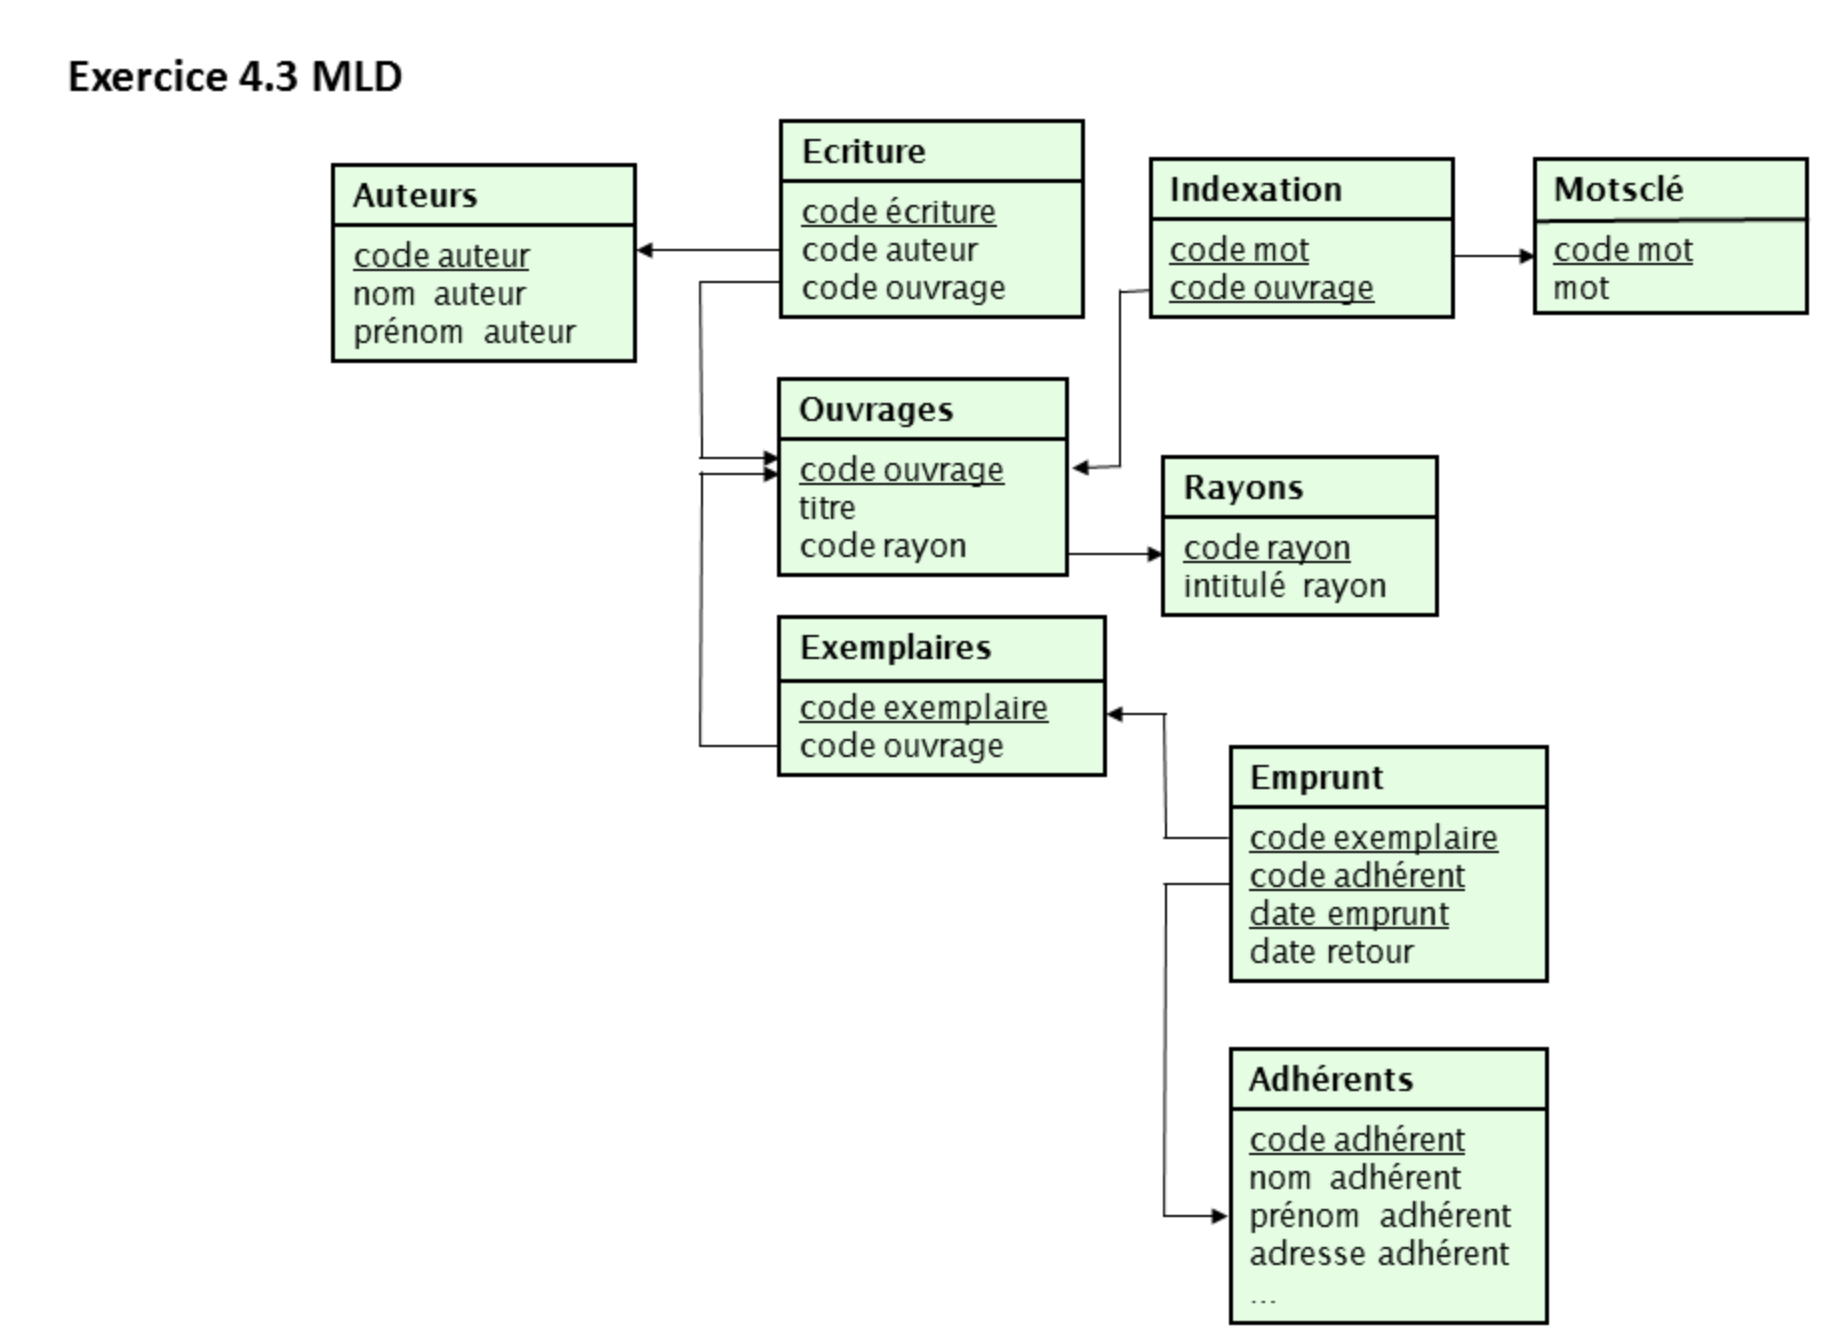 Exercice 4.3 MLD
Auteurs
code auteur
nom auteur
prénom auteur
Ecriture
code écriture
code auteur
code ouvrage
Indexation
code mot
code ouvrage
Motsclé
code mot
mot
Ouvrages
code ouvrage
titre
code rayon
Rayons
code rayon
intitulé rayon
Exemplaires
code exemplaire
code ouvrage
Emprunt
code exemplaire
code adhérent
date emprunt
date retour
Adhérents
code adhérent
nom adhérent
prénom adhérent
adresse adhérent
...